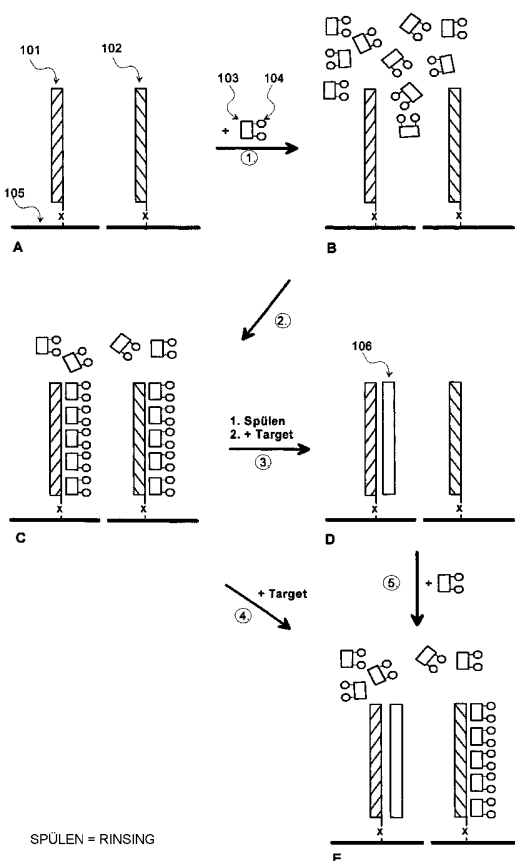 101
102
103
104
+
1.
105
x
x
A
x
x
B
2.
106
1. Spülen
2. + Target
3.
x
x
C
x
x
D
+ Target
4.
5.
+
x
x
SPÜLEN = RINSING
E